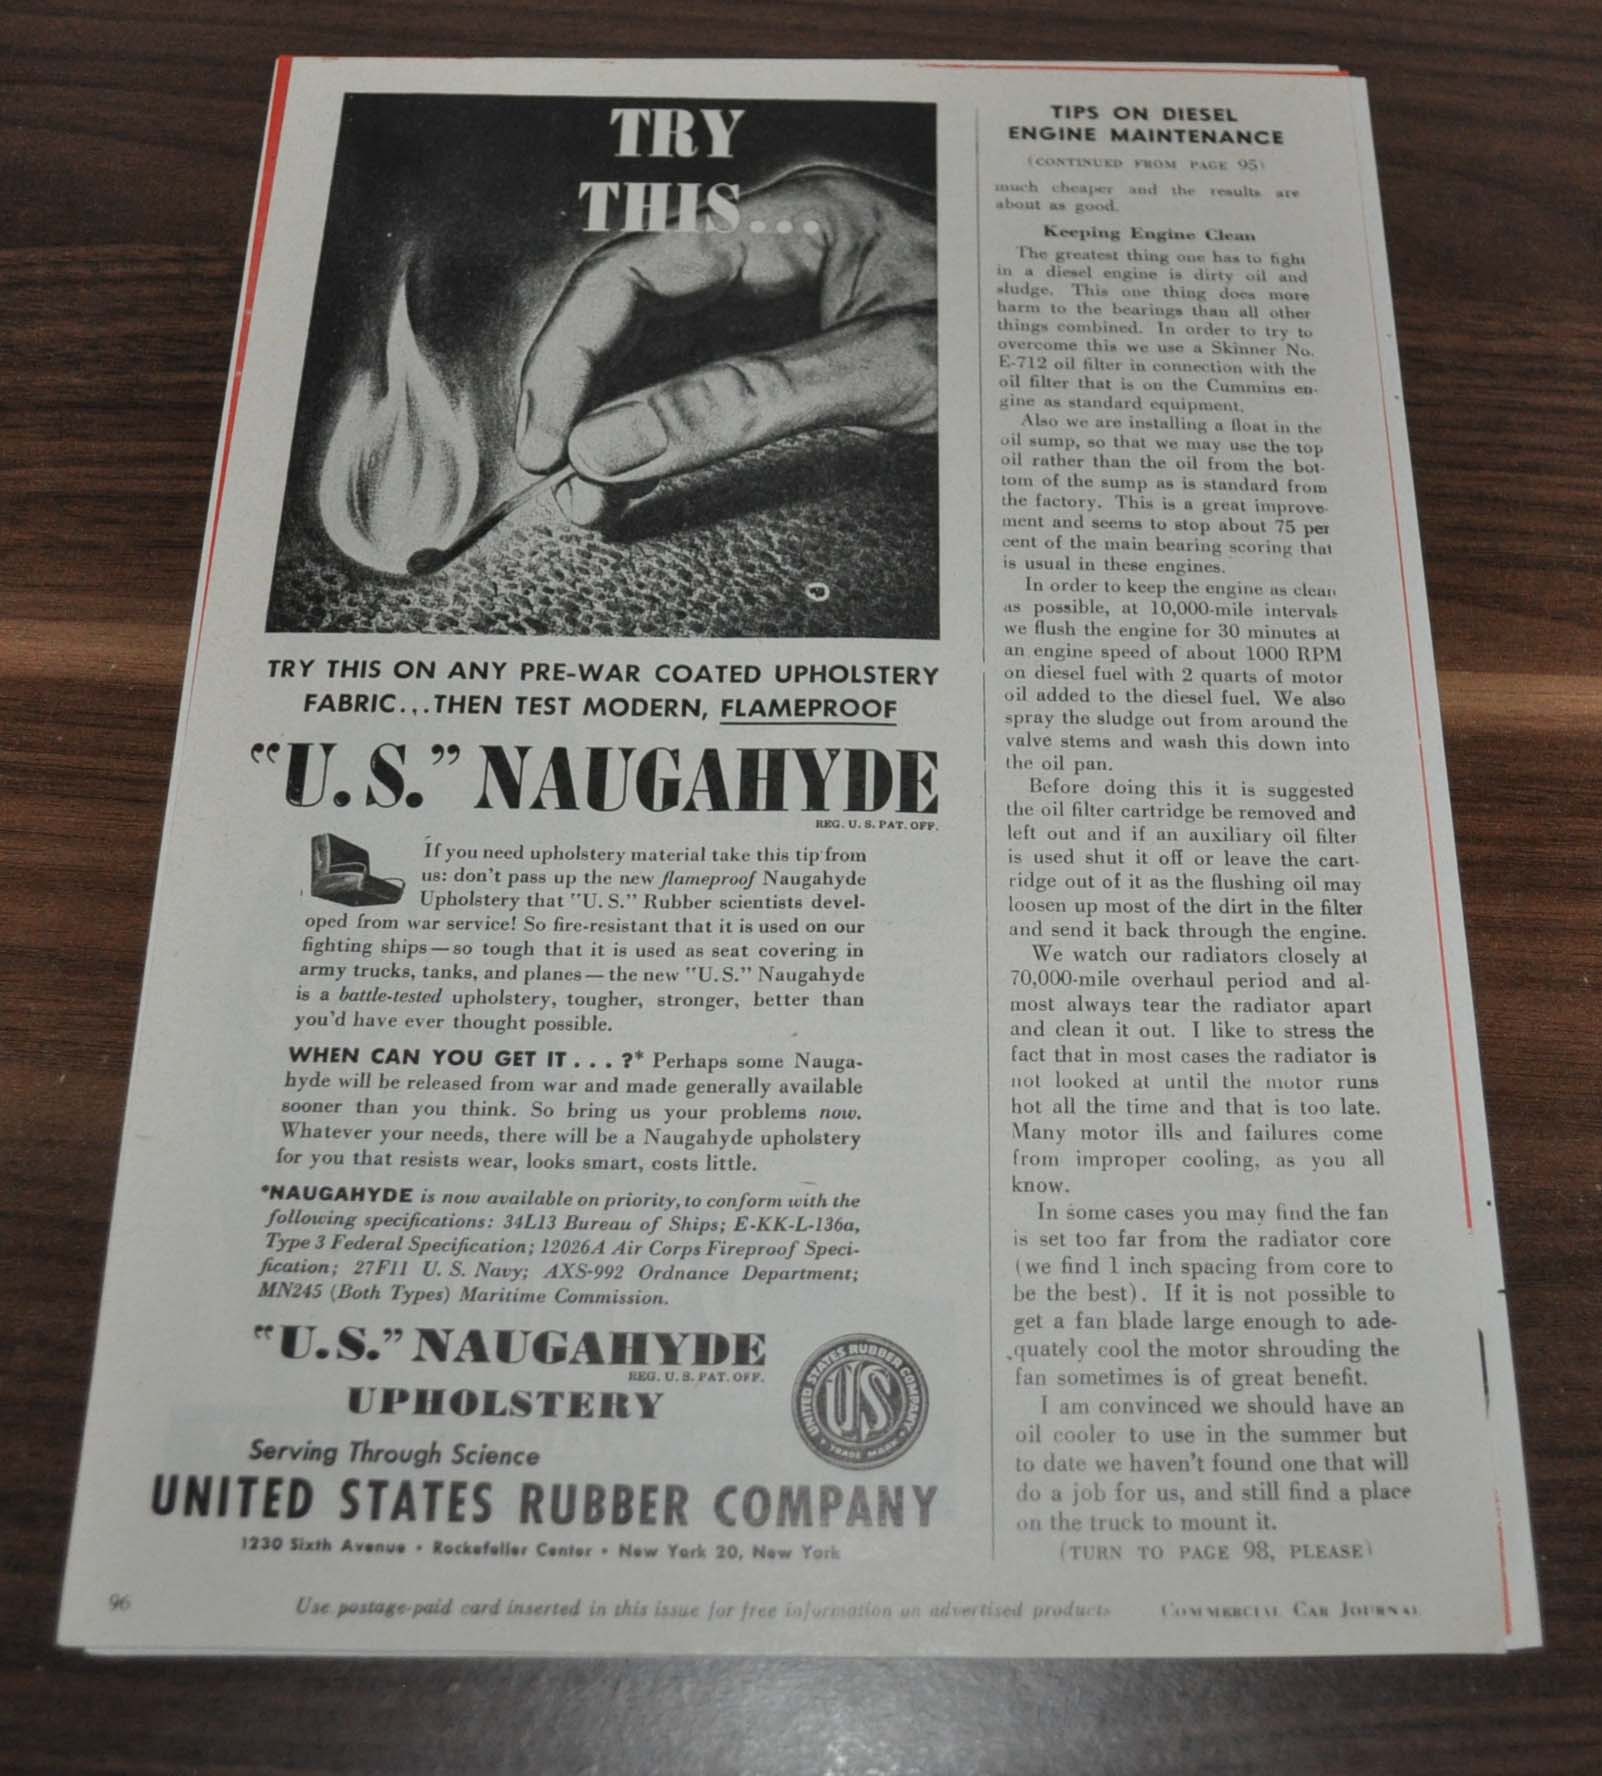 TRY
THIS...
TRY THIS ON ANY PRE-WAR COATED UPHOLSTERY
FABRIC...THEN TEST MODERN, FLAMEPROOF
"U.S." NAUGAHYDE
REG. U. S. PAT. OFF.
If you need upholstery material take this tip from
us: don't pass up the new flameproof Naugahyde
Upholstery that "U. S." Rubber scientists devel-
oped from war service! So fire-resistant that it is used on our
fighting ships—so tough that it is used as seat covering in
army trucks, tanks, and planes—the new "U.S." Naugahyde
is a battle-tested upholstery, tougher, stronger, better than
you'd have ever thought possible.
WHEN CAN YOU GET IT . . . ?* Perhaps some Nauga-
hyde will be released from war and made generally available
sooner than you think. So bring us your problems now.
Whatever your needs, there will be a Naugahyde upholstery
for you that resists wear, looks smart, costs little.
*NAUGAHYDE is now available on priority, to conform with the
following specifications: 34L13 Bureau of Ships; E-KK-L-136a,
Type 3 Federal Specification; 12026A Air Corps Fireproof Speci-
fication; 27F11 U. S. Navy; AXS-992 Ordnance Department;
MN245 (Both Types) Maritime Commission.
"U.S." NAUGAHYDE
REG. U. S. PAT. OFF.
UPHOLSTERY
UNITED STATES RUBBER COMPANY
US
TRADE MARK
Serving Through Science
UNITED STATES RUBBER COMPANY
1230 Sixth Avenue • Rockefeller Center • New York 20, New York
TIPS ON DIESEL
ENGINE MAINTENANCE
(CONTINUED FROM PAGE 95)
much cheaper and the results are
about as good.
Keeping Engine Clean
The greatest thing one has to fight
in a diesel engine is dirty oil and
sludge. This one thing does more
harm to the bearings than all other
things combined. In order to try to
overcome this we use a Skinner No.
E-712 oil filter in connection with the
oil filter that is on the Cummins en-
gine as standard equipment.
Also we are installing a float in the
oil sump, so that we may use the top
oil rather than the oil from the bot-
tom of the sump as is standard from
the factory. This is a great improve-
ment and seems to stop about 75 per
cent of the main bearing scoring that
is usual in these engines.
In order to keep the engine as clean
as possible, at 10,000-mile intervals
we flush the engine for 30 minutes at
an engine speed of about 1000 RPM
on diesel fuel with 2 quarts of motor
oil added to the diesel fuel. We also
spray the sludge out from around the
valve stems and wash this down into
the oil pan.
Before doing this it is suggested
the oil filter cartridge be removed and
left out and if an auxiliary oil filter
is used shut it off or leave the cart-
ridge out of it as the flushing oil may
loosen up most of the dirt in the filter
and send it back through the engine.
We watch our radiators closely at
70,000-mile overhaul period and al-
most always tear the radiator apart
and clean it out. I like to stress the
fact that in most cases the radiator is
not looked at until the motor runs
hot all the time and that is too late.
Many motor ills and failures come
from improper cooling, as you all
know.
In some cases you may find the fan
is set too far from the radiator core
(we find 1 inch spacing from core to
be the best). If it is not possible to
get a fan blade large enough to ade-
quately cool the motor shrouding the
fan sometimes is of great benefit.
I am convinced we should have an
oil cooler to use in the summer but
to date we haven't found one that will
do a job for us, and still find a place
on the truck to mount it.
(TURN TO PAGE 98, PLEASE)
96
Use postage-paid card inserted in this issue for free information on advertised products
COMMERCIAL CAR JOURNAL